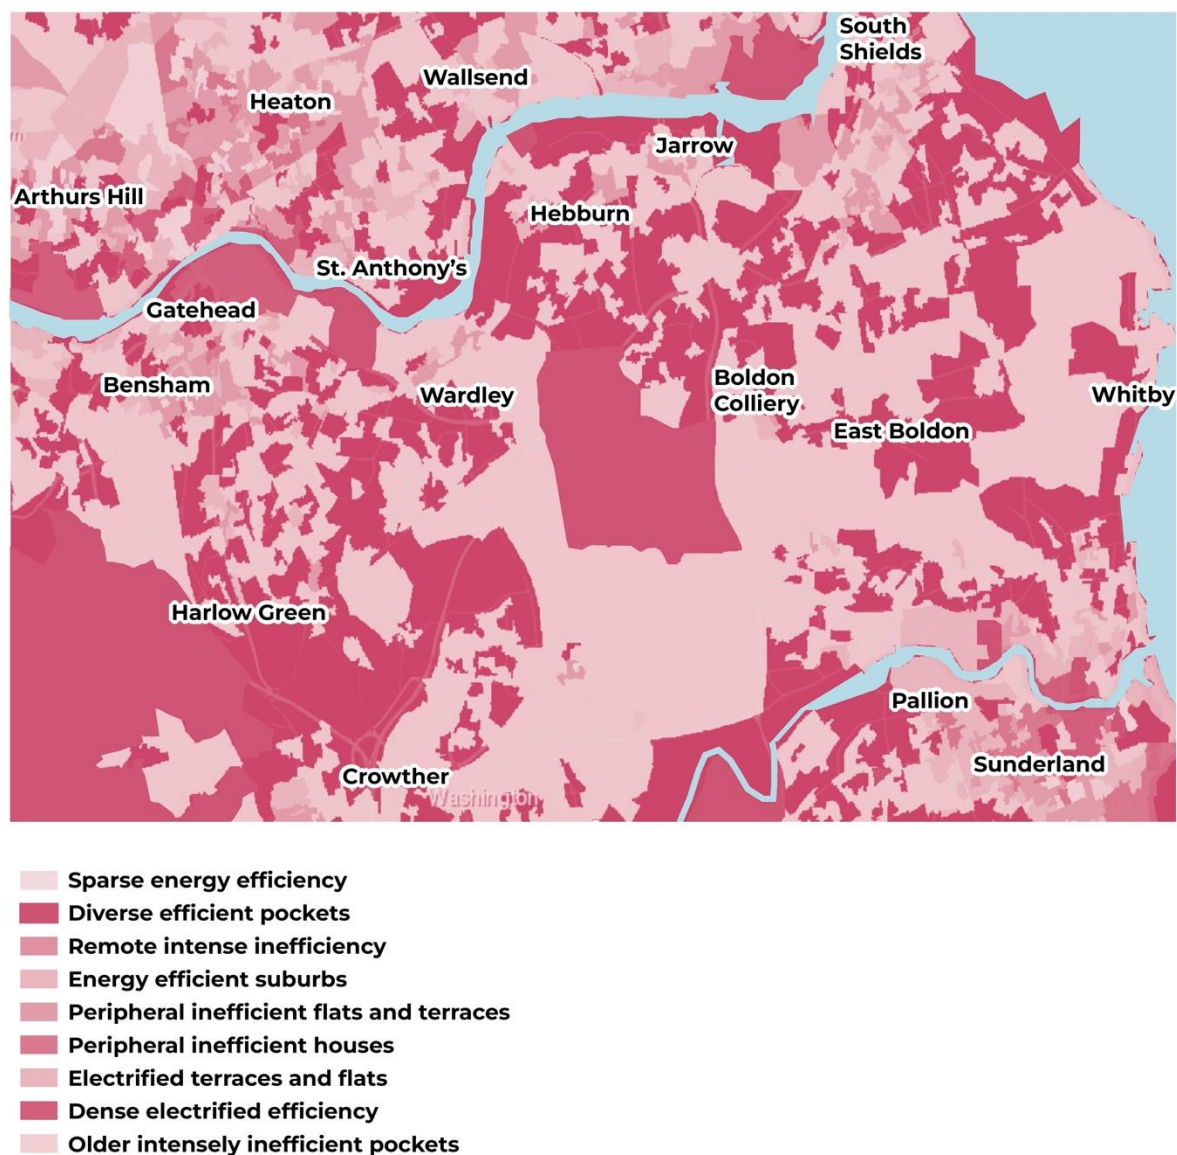 South
Shields
Wallsend
Heaton
Jarrow
Arthurs Hill
Hebburn
St. Anthony's
Gatehead
Bensham
Wardley
Boldon
Colliery
Whitby
East Boldon
Harlow Green
Pallion
Sunderland
Crowther
Washington
Sparse energy efficiency
Diverse efficient pockets
Remote intense inefficiency
Energy efficient suburbs
Peripheral inefficient flats and terraces
Peripheral inefficient houses
Electrified terraces and flats
Dense electrified efficiency
Older intensely inefficient pockets